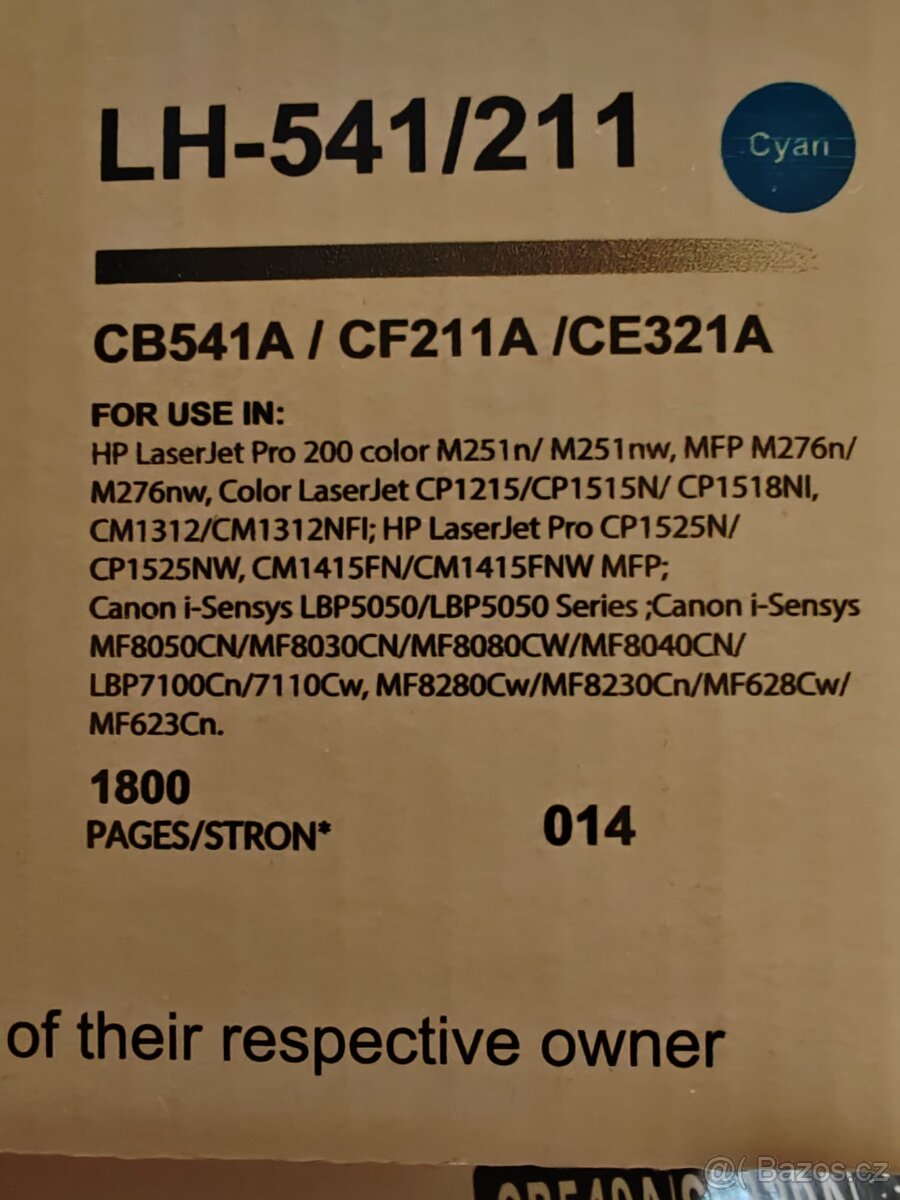 LH-541/211
Cyan
CB541A / CF211A /CE321A
FOR USE IN:
HP LaserJet Pro 200 color M251n/ M251nw, MFP M276n/
M276nw, Color LaserJet CP1215/CP1515N/ CP1518NI,
CM1312/CM1312NFI; HP LaserJet Pro CP1525N/
CP1525NW, CM1415FN/CM1415FNW MFP;
Canon i-Sensys LBP5050/LBP5050 Series ;Canon i-Sensys
MF8050CN/MF8030CN/MF8080CW/MF8040CN/
LBP7100Cn/7110Cw, MF8280Cw/MF8230Cn/MF628Cw/
MF623Cn.
1800
PAGES/STRON*
014
of their respective owner
@( Bazos.cz